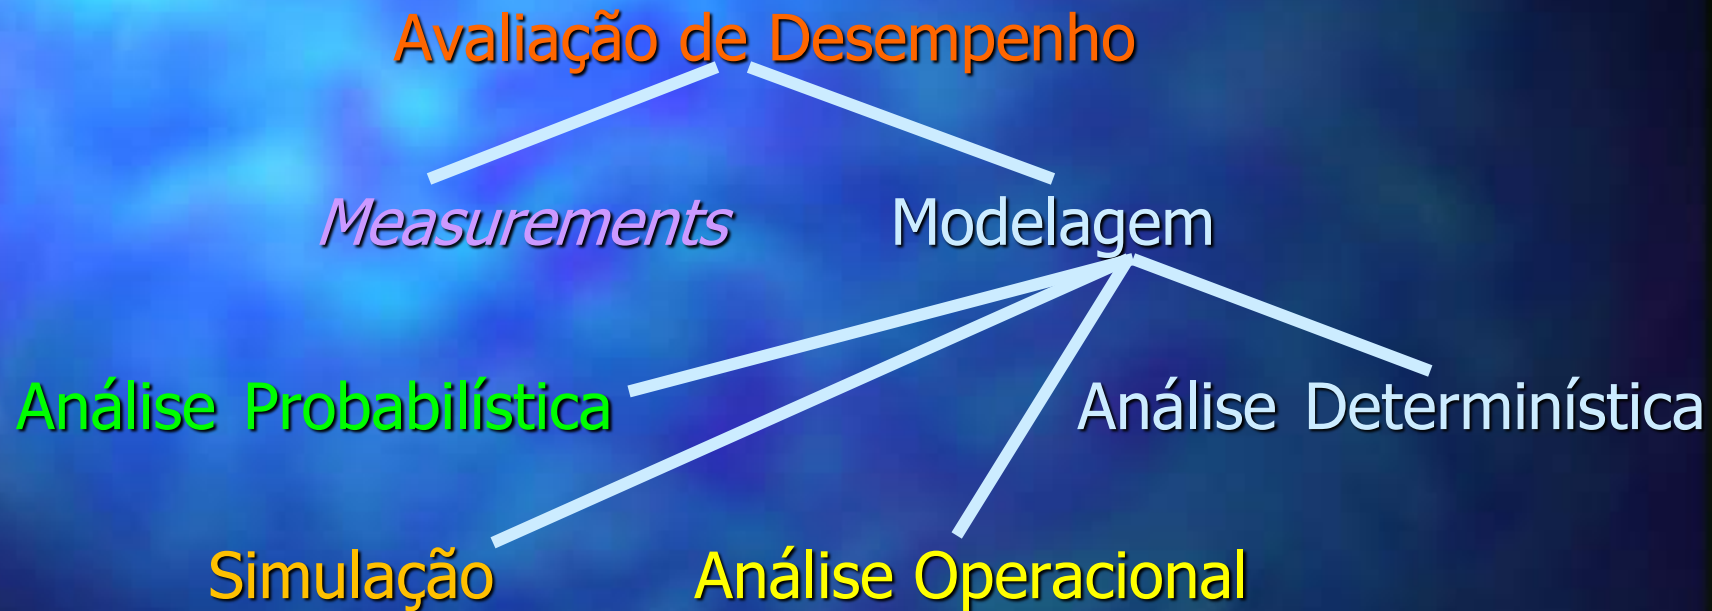 Avaliação de Desempenho
Measurements
Modelagem
Análise Probabilística
Análise Determinística
Simulação
Análise Operacional